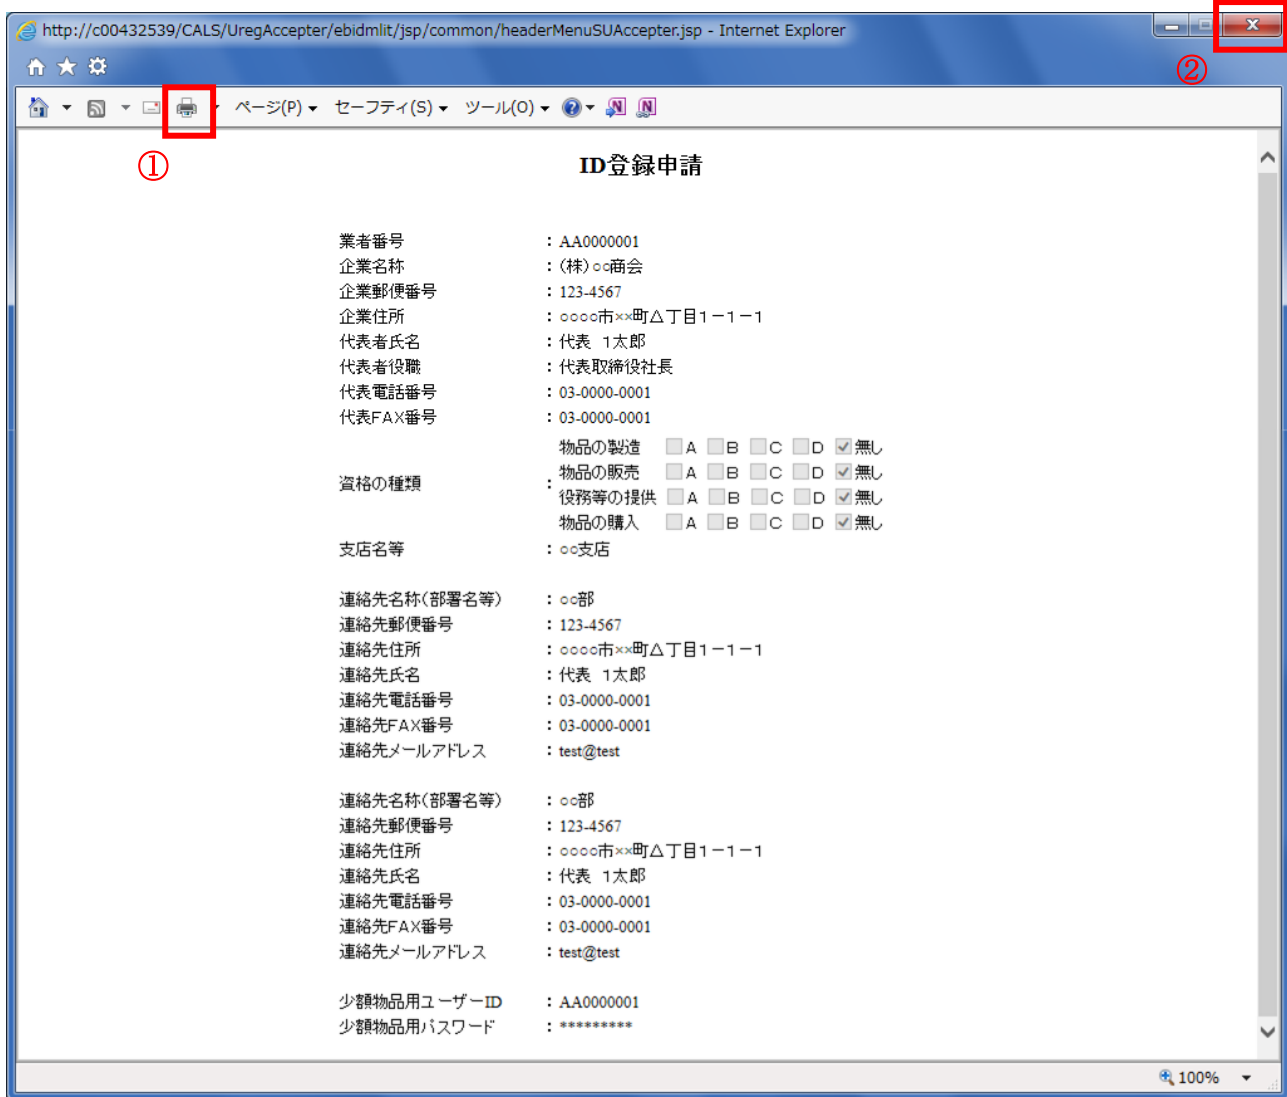 http://c00432539/CALS/UregAccepter/ebidmlit/jsp/common/headerMenuSUAccepter.jsp - Internet Explorer
②
ページ(P) セーフティ(S) ツール(O)
①
ID登録申請
業者番号 : AA0000001
企業名称 : (株)○○商会
企業郵便番号 : 123-4567
企業住所 : ○○○○市××町△丁目1－1－1
代表者氏名 : 代表 1太郎
代表者役職 : 代表取締役社長
代表電話番号 : 03-0000-0001
代表FAX番号 : 03-0000-0001
資格の種類 :
物品の製造 A B C D 無し
物品の販売 A B C D 無し
役務等の提供 A B C D 無し
物品の購入 A B C D 無し
支店名等 : ○○支店
連絡先名称(部署名等) : ○○部
連絡先郵便番号 : 123-4567
連絡先住所 : ○○○○市××町△丁目1－1－1
連絡先氏名 : 代表 1太郎
連絡先電話番号 : 03-0000-0001
連絡先FAX番号 : 03-0000-0001
連絡先メールアドレス : test@test
連絡先名称(部署名等) : ○○部
連絡先郵便番号 : 123-4567
連絡先住所 : ○○○○市××町△丁目1－1－1
連絡先氏名 : 代表 1太郎
連絡先電話番号 : 03-0000-0001
連絡先FAX番号 : 03-0000-0001
連絡先メールアドレス : test@test
少額物品用ユーザーID : AA0000001
少額物品用パスワード : *********
100%